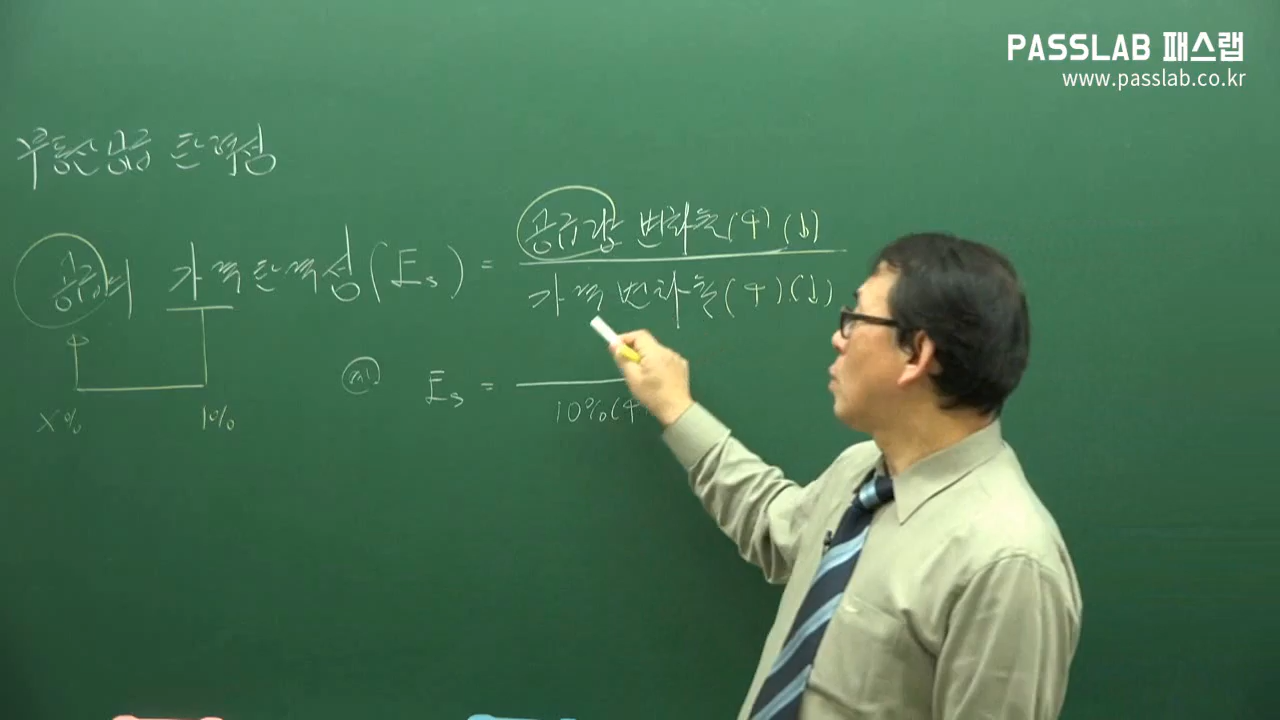 PASSLAB 패스랩
www.passlab.co.kr
부동산공급 탄력성
공급의 가격탄력성(Es) = 공급량 변화율(↑)(↓)
가격변화율(↑)(↓)
Es =
10%(↑
x% 1%